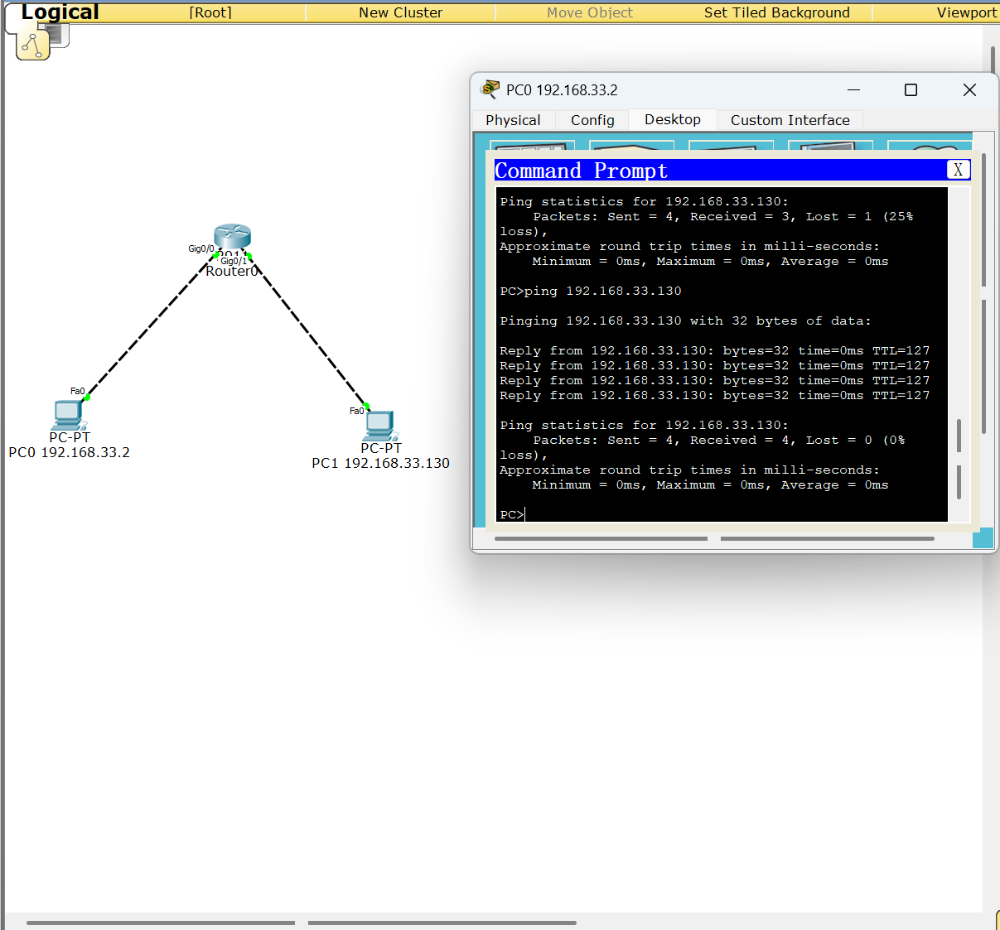 Logical
[Root]
New Cluster
Move Object
Set Tiled Background
Viewport
PC0 192.168.33.2
Physical
Config
Desktop
Custom Interface
Command Prompt
X
Ping statistics for 192.168.33.130:
Packets: Sent = 4, Received = 3, Lost = 1 (25%
loss),
Approximate round trip times in milli-seconds:
Minimum = 0ms, Maximum = 0ms, Average = 0ms
PC>ping 192.168.33.130
Pinging 192.168.33.130 with 32 bytes of data:
Reply from 192.168.33.130: bytes=32 time=0ms TTL=127
Reply from 192.168.33.130: bytes=32 time=0ms TTL=127
Reply from 192.168.33.130: bytes=32 time=0ms TTL=127
Reply from 192.168.33.130: bytes=32 time=0ms TTL=127
Ping statistics for 192.168.33.130:
Packets: Sent = 4, Received = 4, Lost = 0 (0%
loss),
Approximate round trip times in milli-seconds:
Minimum = 0ms, Maximum = 0ms, Average = 0ms
PC>
Gig0/0
Gig0/1
Router0
Fa0
PC-PT
PC0 192.168.33.2
Fa0
PC-PT
PC1 192.168.33.130